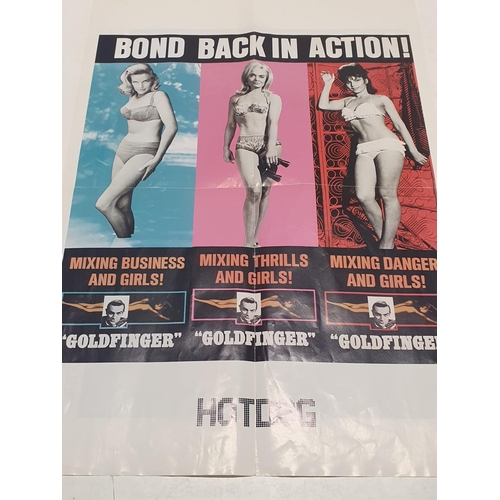 BOND BACK IN ACTION!
MIXING BUSINESS
AND GIRLS!
"GOLDFINGER"
MIXING THRILLS
AND GIRLS!
"GOLDFINGER"
MIXING DANGER
AND GIRLS!
"GOLDFINGER
HOTDOG